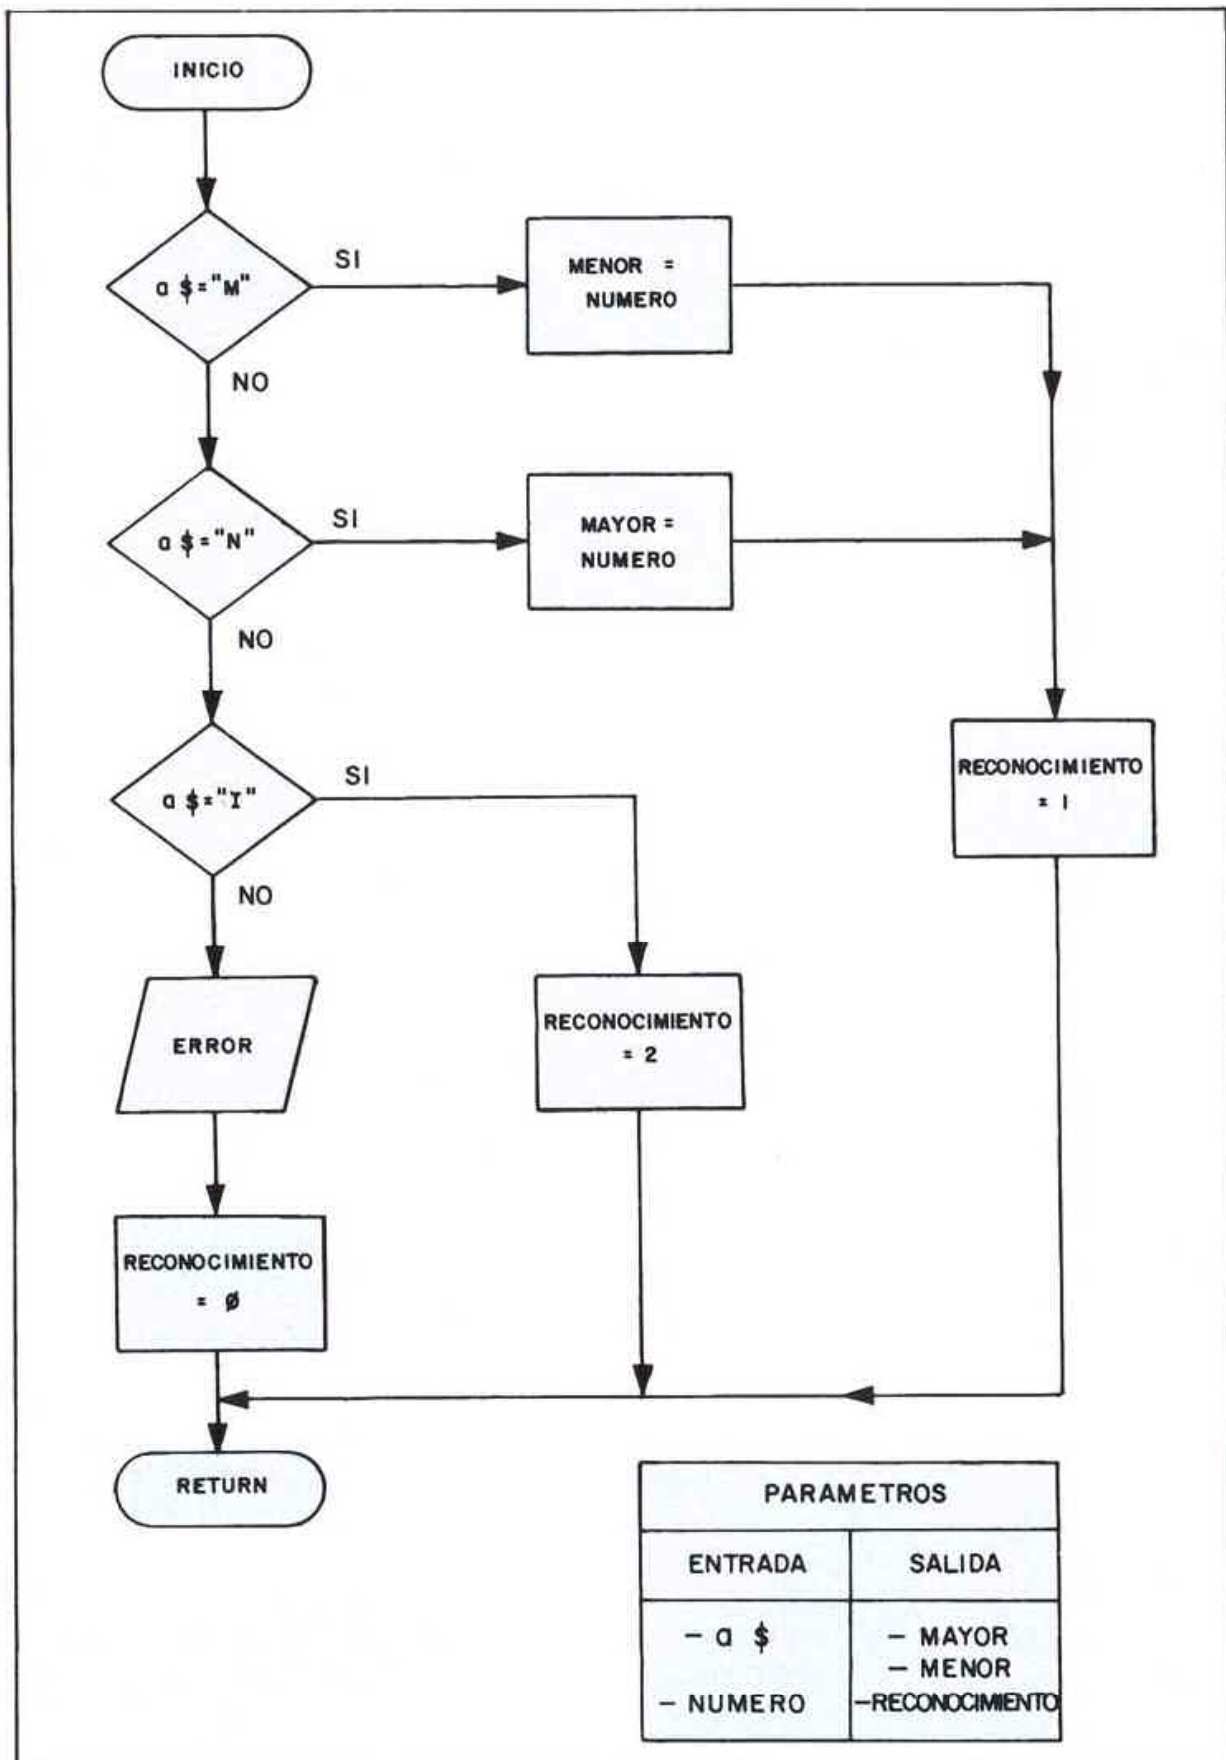 INICIO
a $="M"
SI
MENOR =
NUMERO
NO
a $="N"
SI
MAYOR =
NUMERO
NO
a $="I"
SI
RECONOCIMIENTO
= 1
NO
ERROR
RECONOCIMIENTO
= 2
RECONOCIMIENTO
= Ø
RETURN
PARAMETROS
ENTRADA
SALIDA
- a $
- MAYOR
- MENOR
- NUMERO
-RECONOCIMIENTO